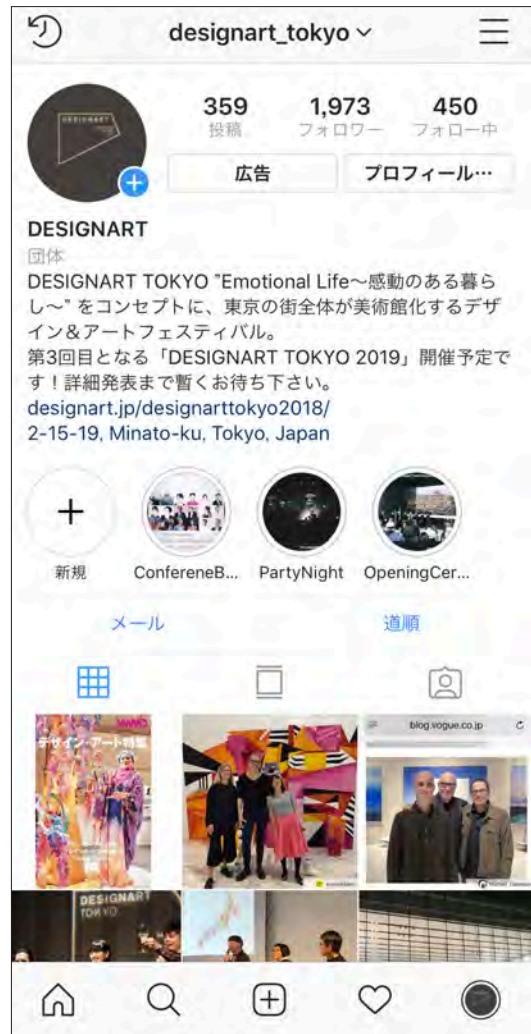 designart_tokyo
359
1,973
450
投稿
フォロワー
フォロー中
広告
プロフィール…
DESIGNART
団体
DESIGNART TOKYO "Emotional Life〜感動のある暮ら
し〜" をコンセプトに、東京の街全体が美術館化するデザ
イン＆アートフェスティバル。
第3回目となる「DESIGNART TOKYO 2019」開催予定で
す！詳細発表まで暫くお待ち下さい。
designart.jp/designarttokyo2018/
2-15-19, Minato-ku, Tokyo, Japan
新規
ConfereneB...
PartyNight
OpeningCer...
メール
道順
デザイン・アート特集
blog.vogue.co.jp
DESIGNART
TOKYO